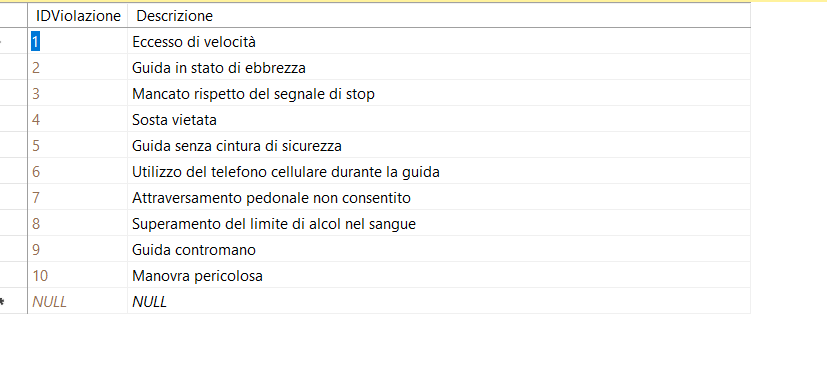 IDViolazione Descrizione
1 Eccesso di velocità
2 Guida in stato di ebbrezza
3 Mancato rispetto del segnale di stop
4 Sosta vietata
5 Guida senza cintura di sicurezza
6 Utilizzo del telefono cellulare durante la guida
7 Attraversamento pedonale non consentito
8 Superamento del limite di alcol nel sangue
9 Guida contromano
10 Manovra pericolosa
* NULL NULL